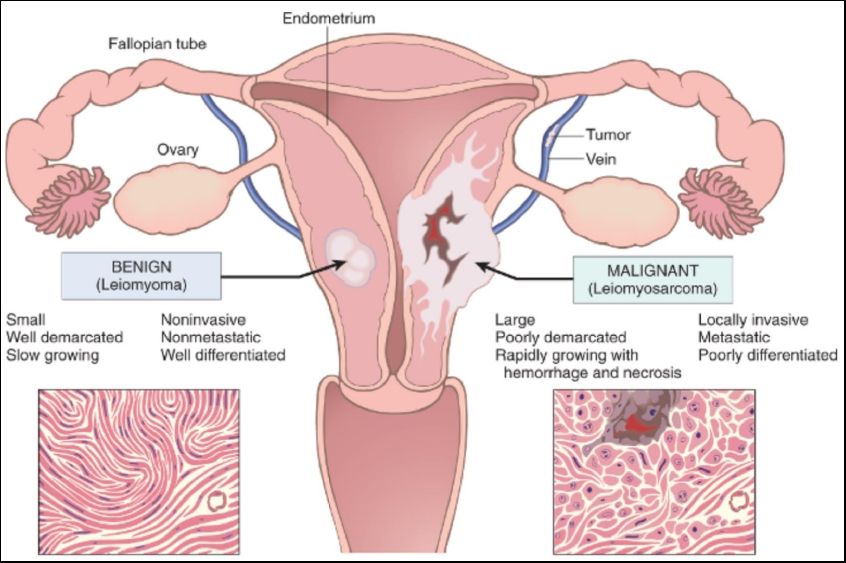 Endometrium
Fallopian tube
Ovary
Tumor
Vein
BENIGN
(Leiomyoma)
MALIGNANT
(Leiomyosarcoma)
Small
Well demarcated
Slow growing
Noninvasive
Nonmetastatic
Well differentiated
Large
Poorly demarcated
Rapidly growing with
hemorrhage and necrosis
Locally invasive
Metastatic
Poorly differentiated